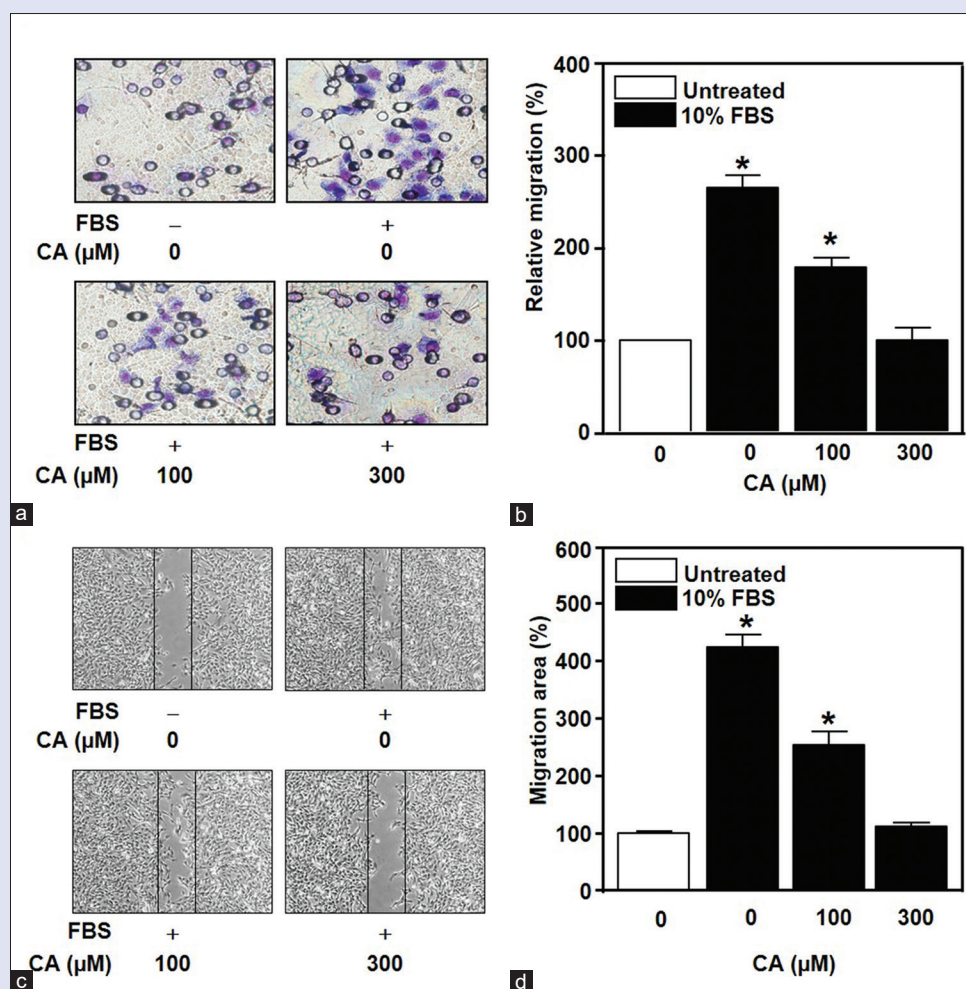 FBS − +
CA (µM) 0 0
FBS + +
CA (µM) 100 300
a
400
300
200
100
0
Relative migration (%)
Untreated
10% FBS
*
*
0 0 100 300
CA (µM)
b
FBS − +
CA (µM) 0 0
FBS + +
CA (µM) 100 300
c
600
500
400
300
200
100
0
Migration area (%)
Untreated
10% FBS
*
*
0 0 100 300
CA (µM)
d